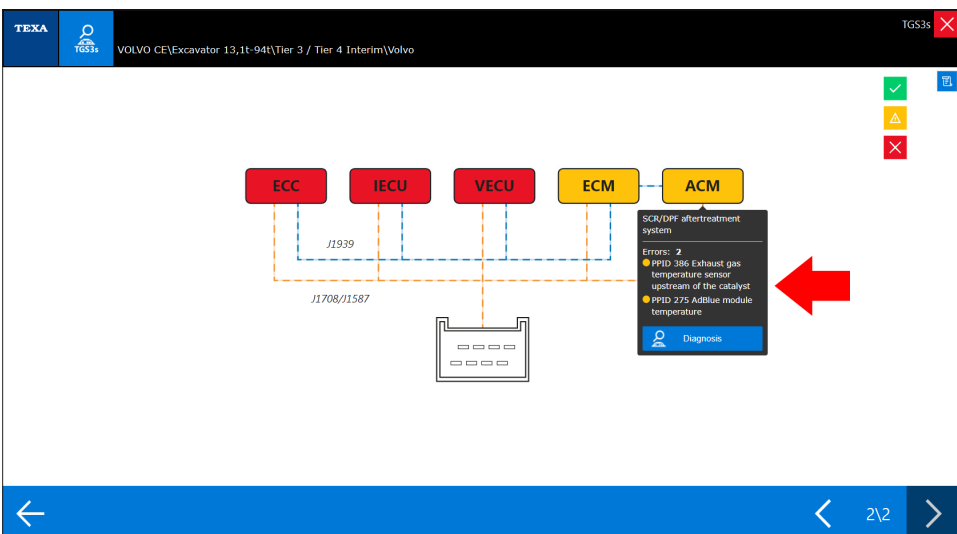 TEXA
TGS3s
VOLVO CE\Excavator 13,1t-94t\Tier 3 / Tier 4 Interim\Volvo
TGS3s
ECC
IECU
VECU
ECM
ACM
J1939
J1708/J1587
SCR/DPF aftertreatment
system
Errors: 2
PPID 386 Exhaust gas
temperature sensor
upstream of the catalyst
PPID 275 AdBlue module
temperature
Diagnosis
2\2